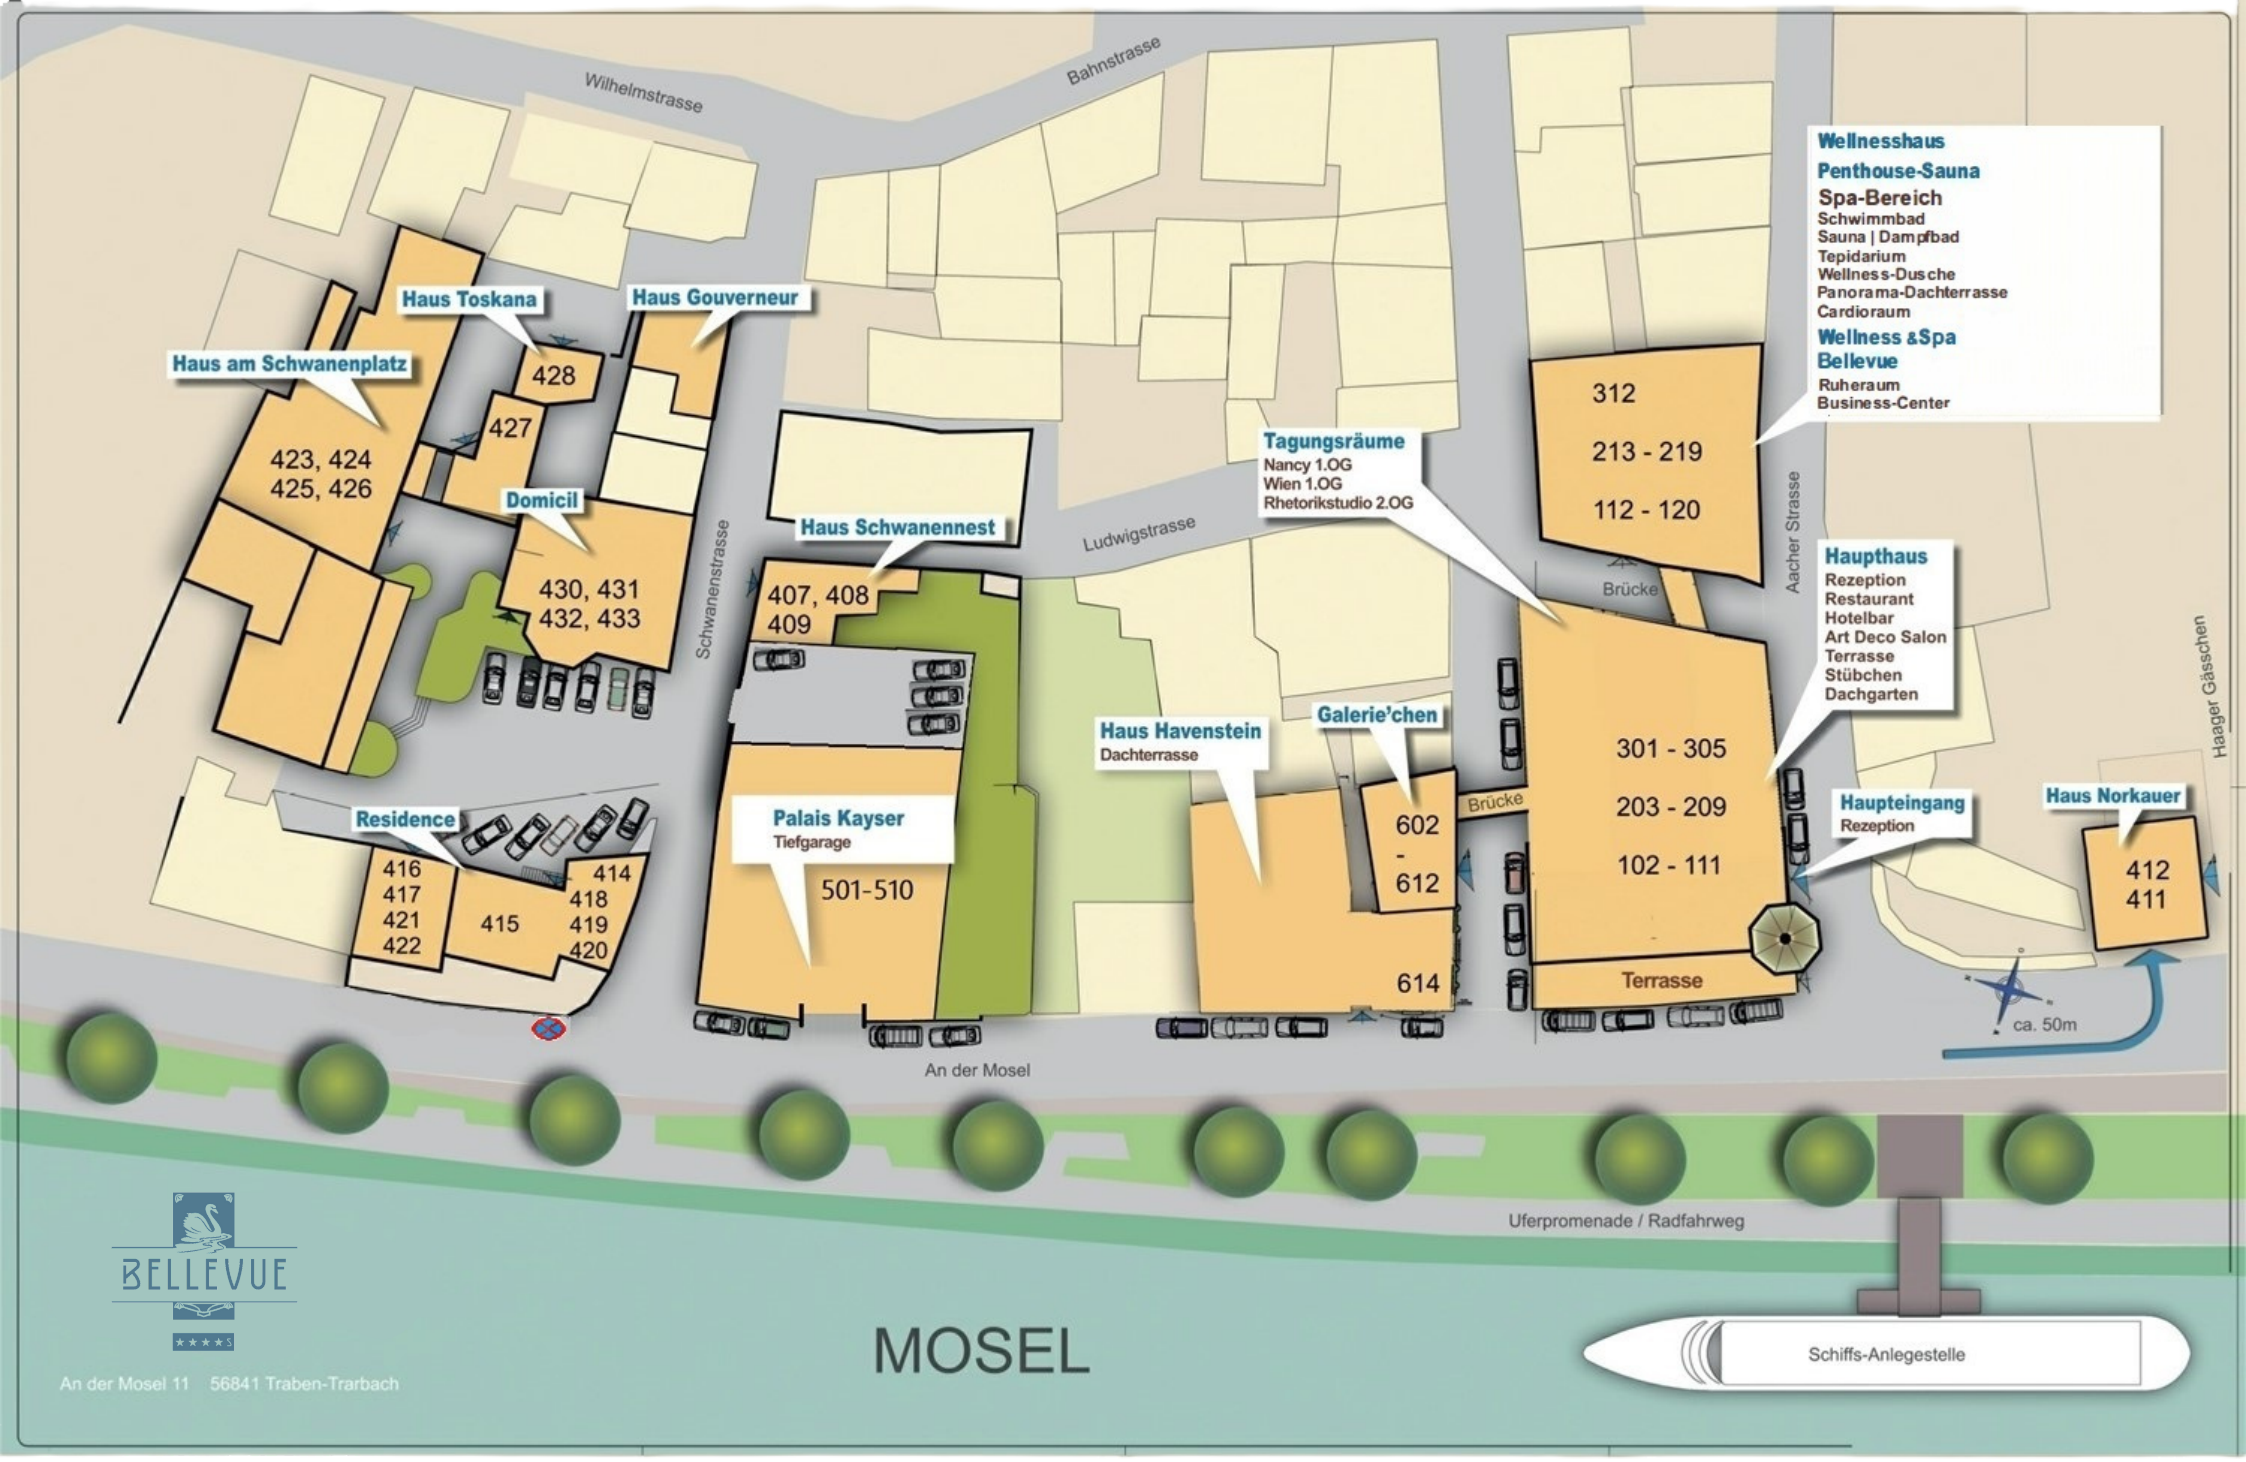 Wilhelmstrasse
Bahnstrasse
Wellnesshaus
Penthouse-Sauna
Spa-Bereich
Schwimmbad
Sauna | Dampfbad
Tepidarium
Wellness-Dusche
Panorama-Dachterrasse
Cardioraum
Wellness &Spa
Bellevue
Ruheraum
Business-Center
Haus Toskana
Haus Gouverneur
Haus am Schwanenplatz
428
427
423, 424
425, 426
Domicil
430, 431
432, 433
Schwanenstrasse
Haus Schwanennest
407, 408
409
Ludwigstrasse
Tagungsräume
Nancy 1.OG
Wien 1.OG
Rhetorikstudio 2.OG
312
213 - 219
112 - 120
Aacher Strasse
Brücke
Haupthaus
Rezeption
Restaurant
Hotelbar
Art Deco Salon
Terrasse
Stübchen
Dachgarten
Haager Gässchen
Haus Havenstein
Dachterrasse
Galerie’chen
602
-
612
614
Brücke
301 - 305
203 - 209
102 - 111
Terrasse
Haupteingang
Rezeption
Haus Norkauer
412
411
ca. 50m
Residence
416
417
421
422
415
414
418
419
420
Palais Kayser
Tiefgarage
501-510
An der Mosel
Uferpromenade / Radfahrweg
BELLEVUE
S
MOSEL
Schiffs-Anlegestelle
An der Mosel 11 56841 Traben-Trarbach